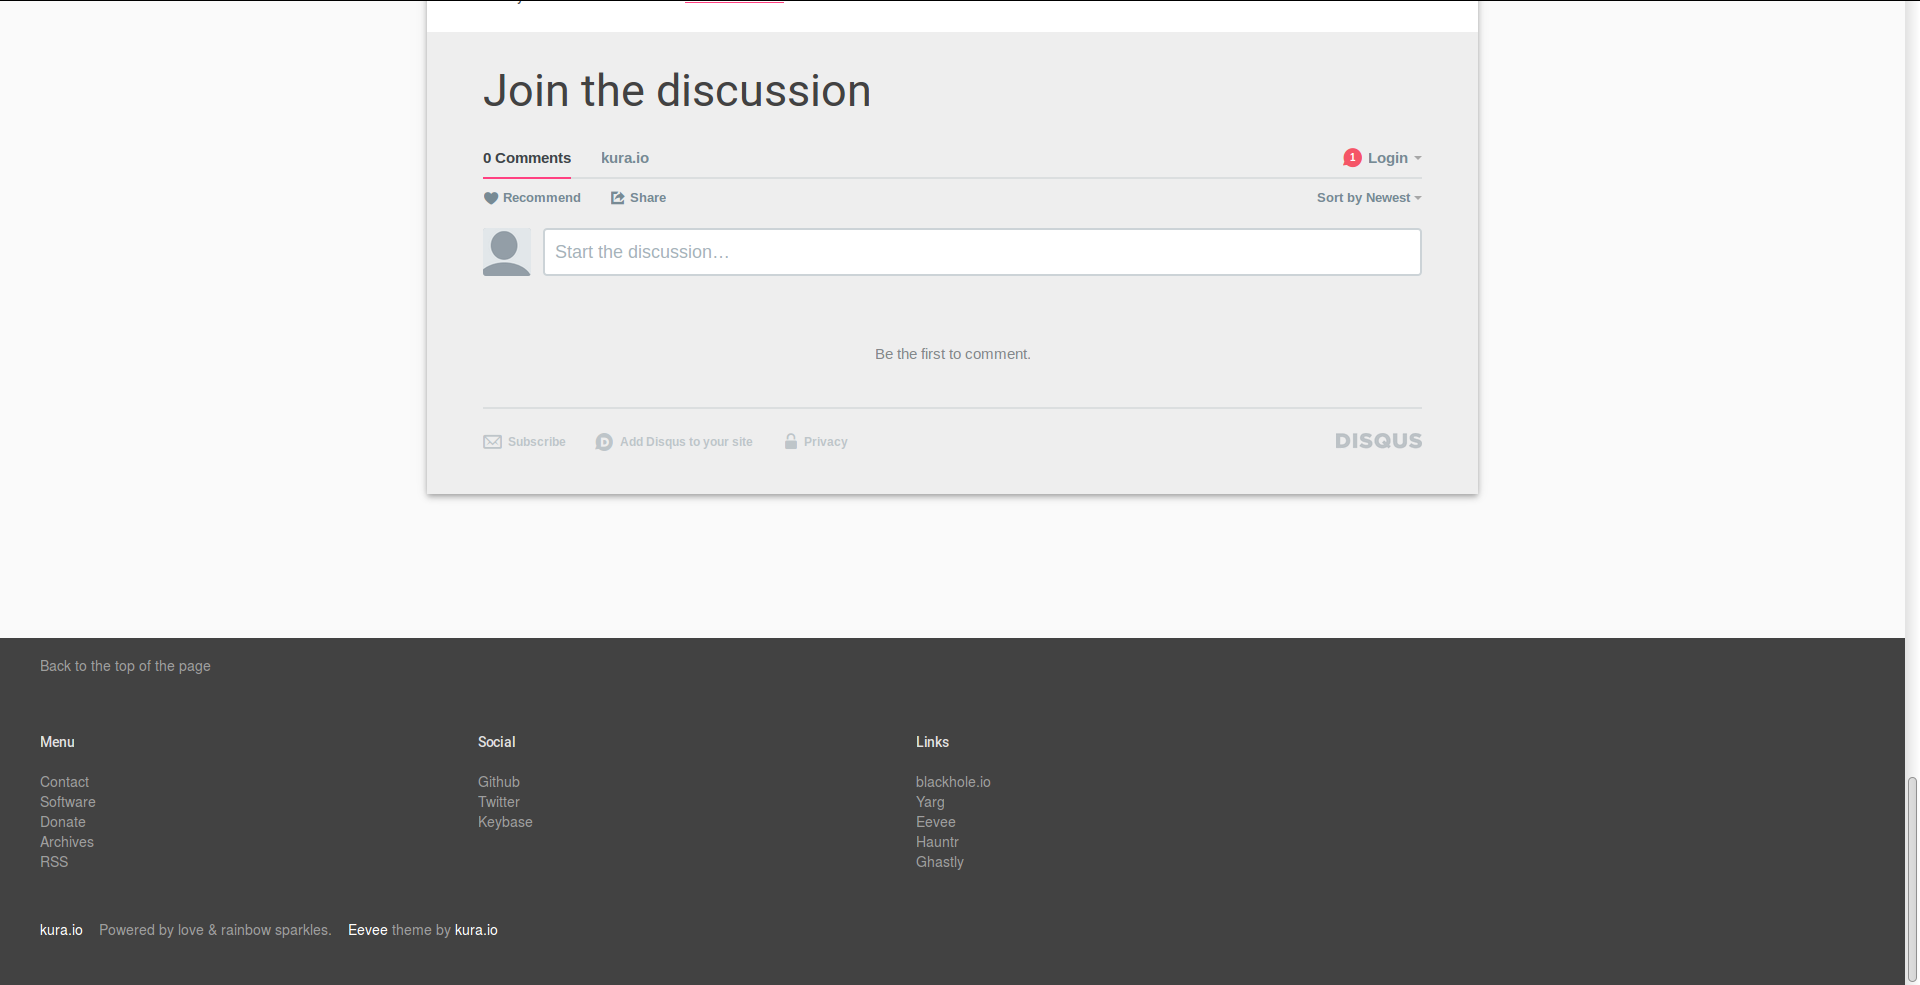 Join the discussion
0 Comments kura.io 1 Login
Recommend Share Sort by Newest
Start the discussion…
Be the first to comment.
Subscribe D Add Disqus to your site Privacy DISQUS
Back to the top of the page
Menu
Contact
Software
Donate
Archives
RSS
Social
Github
Twitter
Keybase
Links
blackhole.io
Yarg
Eevee
Hauntr
Ghastly
kura.io Powered by love & rainbow sparkles. Eevee theme by kura.io